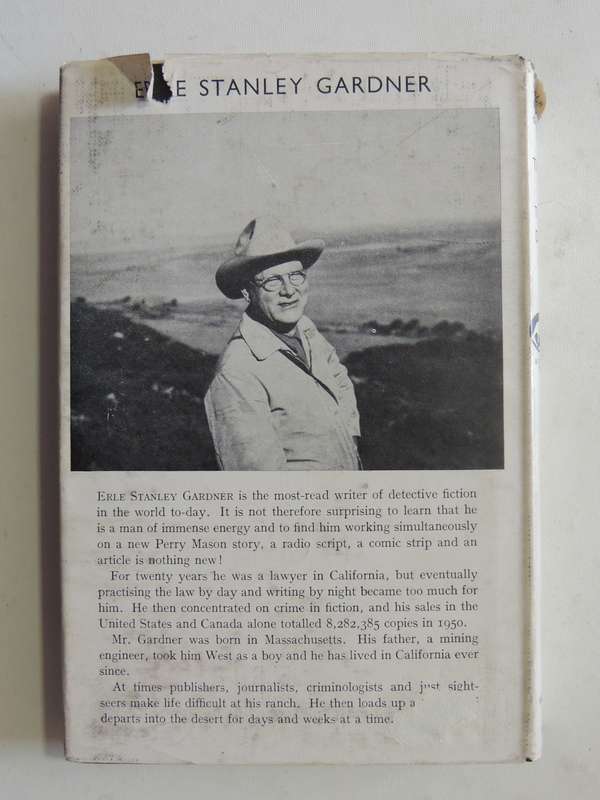 ERLE STANLEY GARDNER
ERLE STANLEY GARDNER is the most-read writer of detective fiction
in the world to-day. It is not therefore surprising to learn that he
is a man of immense energy and to find him working simultaneously
on a new Perry Mason story, a radio script, a comic strip and an
article is nothing new!
For twenty years he was a lawyer in California, but eventually
practising the law by day and writing by night became too much for
him. He then concentrated on crime in fiction, and his sales in the
United States and Canada alone totalled 8,282,385 copies in 1950.
Mr. Gardner was born in Massachusetts. His father, a mining
engineer, took him West as a boy and he has lived in California ever
since.
At times publishers, journalists, criminologists and just sight-
seers make life difficult at his ranch. He then loads up a
departs into the desert for days and weeks at a time.